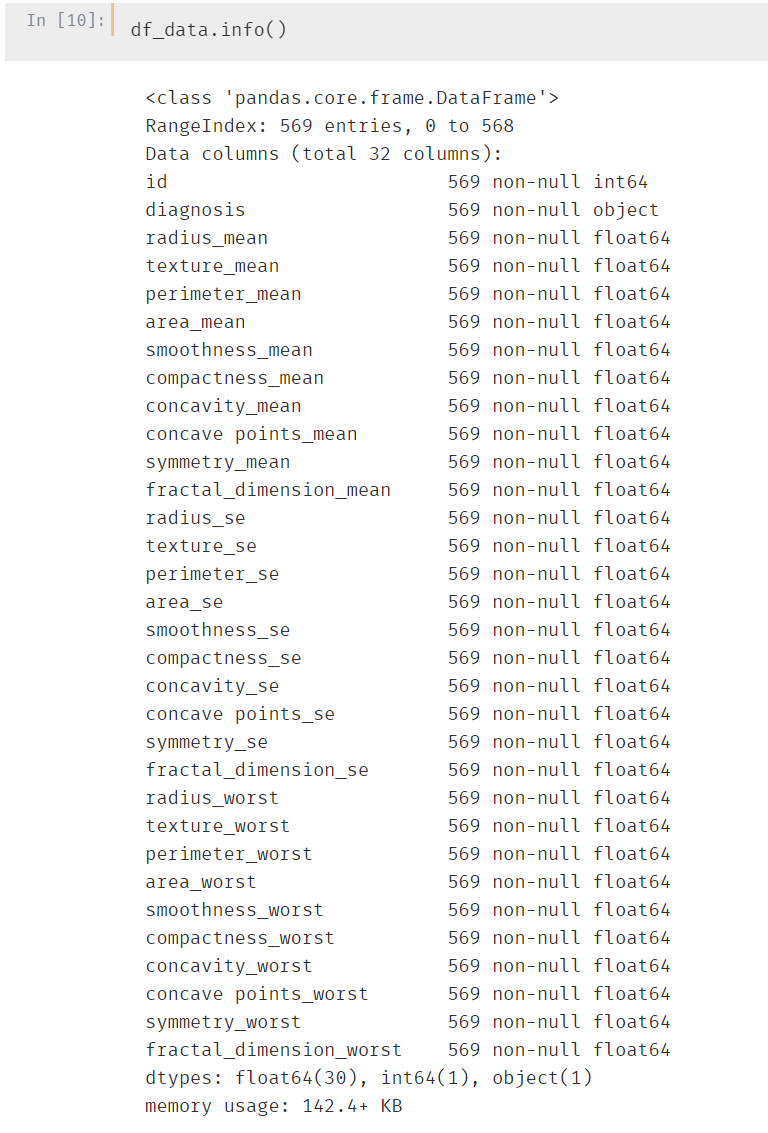 In [10]: df_data.info()
<class 'pandas.core.frame.DataFrame'>
RangeIndex: 569 entries, 0 to 568
Data columns (total 32 columns):
id                         569 non-null int64
diagnosis                  569 non-null object
radius_mean                569 non-null float64
texture_mean               569 non-null float64
perimeter_mean             569 non-null float64
area_mean                  569 non-null float64
smoothness_mean            569 non-null float64
compactness_mean           569 non-null float64
concavity_mean             569 non-null float64
concave points_mean        569 non-null float64
symmetry_mean              569 non-null float64
fractal_dimension_mean     569 non-null float64
radius_se                  569 non-null float64
texture_se                 569 non-null float64
perimeter_se               569 non-null float64
area_se                    569 non-null float64
smoothness_se              569 non-null float64
compactness_se             569 non-null float64
concavity_se               569 non-null float64
concave points_se          569 non-null float64
symmetry_se                569 non-null float64
fractal_dimension_se       569 non-null float64
radius_worst               569 non-null float64
texture_worst              569 non-null float64
perimeter_worst            569 non-null float64
area_worst                 569 non-null float64
smoothness_worst           569 non-null float64
compactness_worst          569 non-null float64
concavity_worst            569 non-null float64
concave points_worst       569 non-null float64
symmetry_worst             569 non-null float64
fractal_dimension_worst    569 non-null float64
dtypes: float64(30), int64(1), object(1)
memory usage: 142.4+ KB